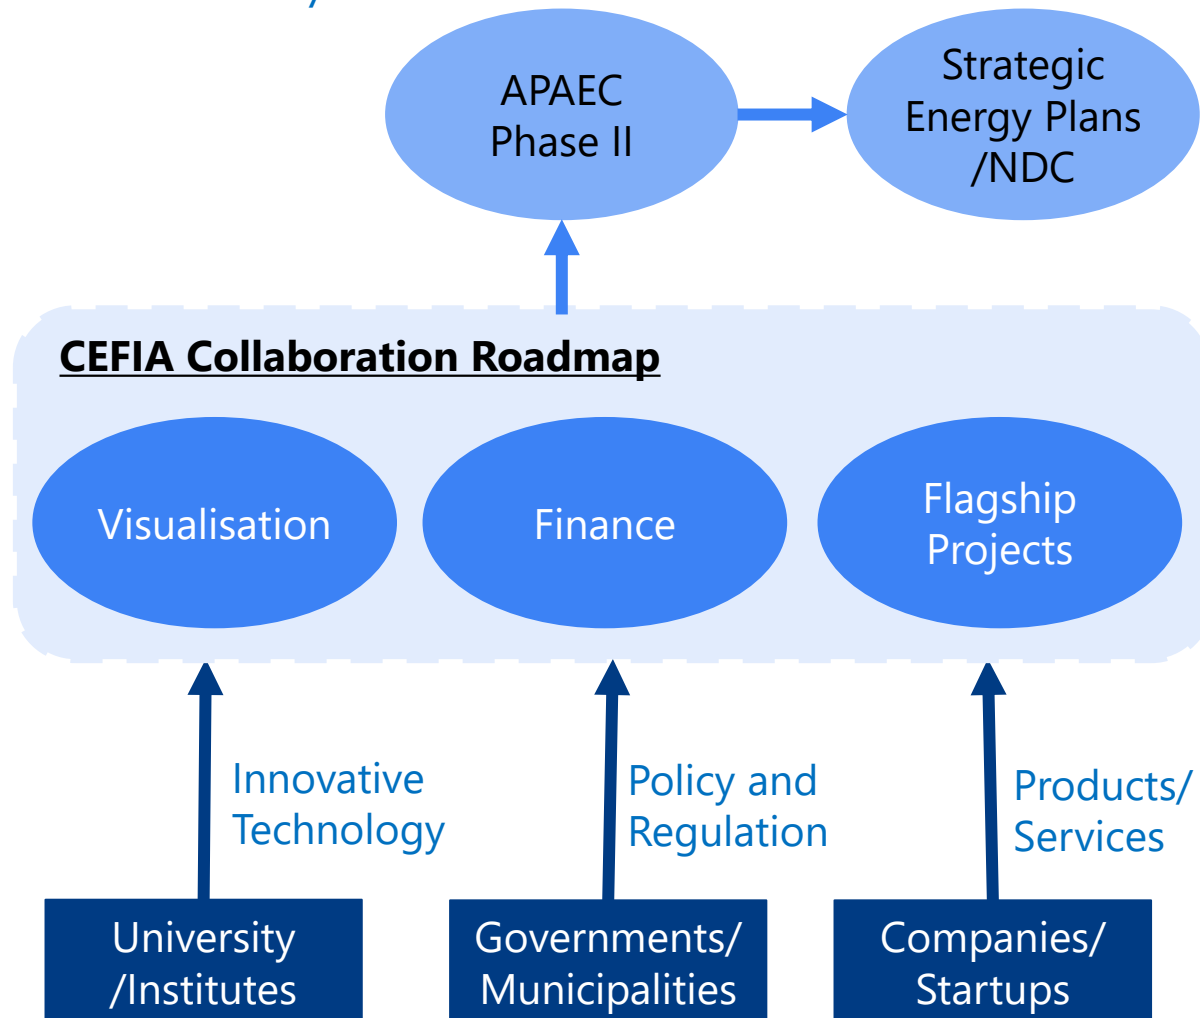 APAEC
Phase II
Strategic
Energy Plans
/NDC
CEFIA Collaboration Roadmap
Visualisation
Finance
Flagship
Projects
Innovative
Technology
Policy and
Regulation
Products/
Services
University
/Institutes
Governments/
Municipalities
Companies/
Startups